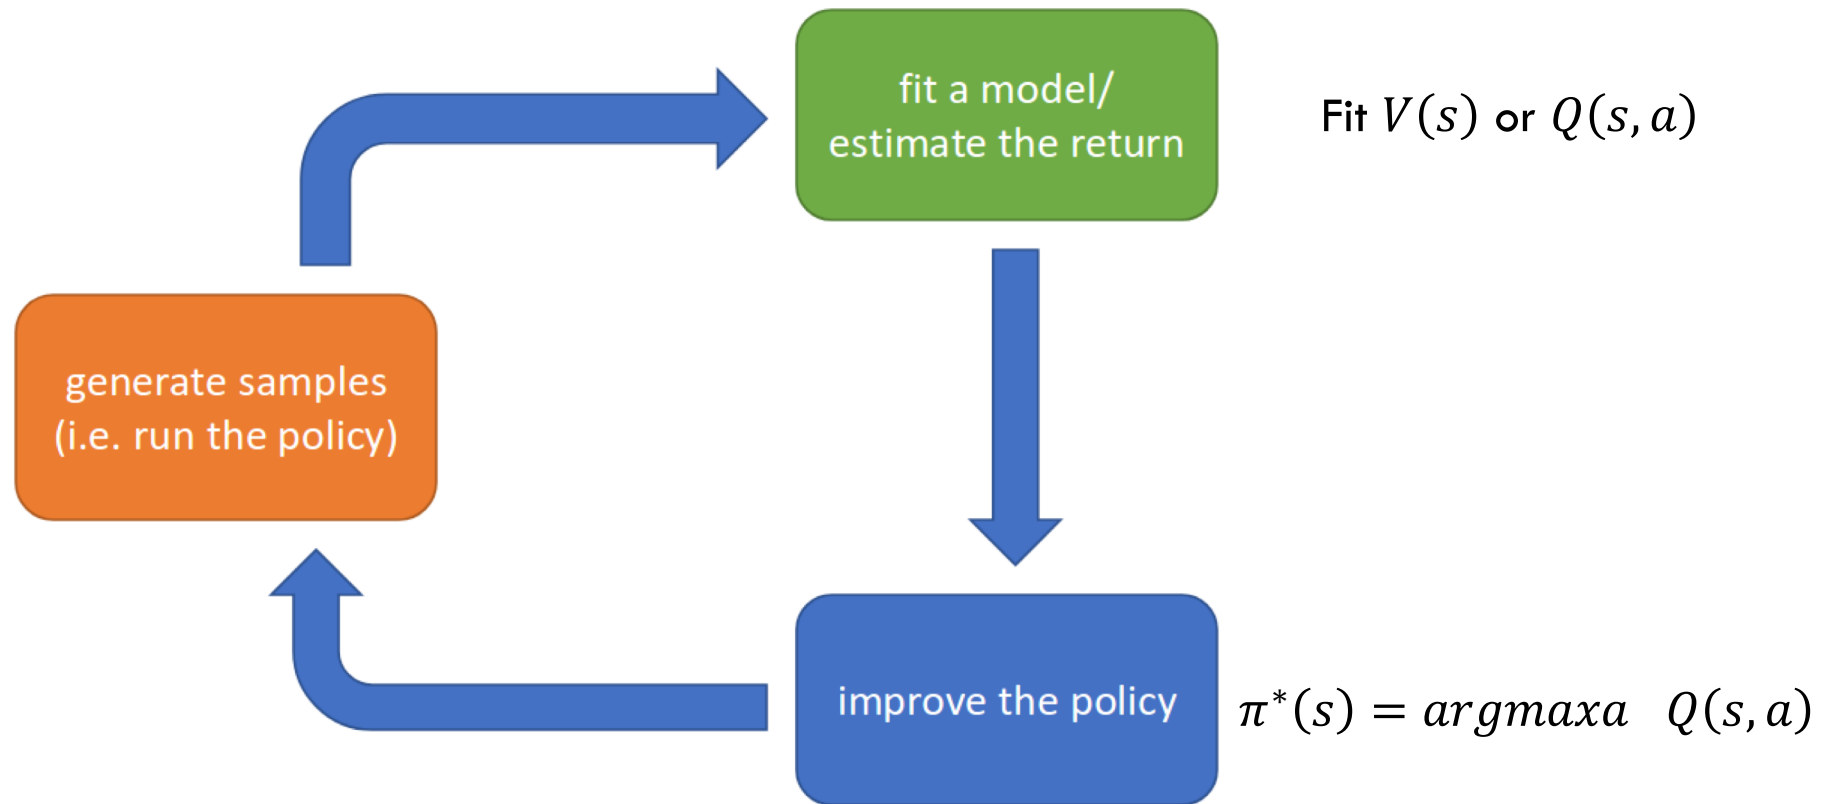 fit a model/
estimate the return
Fit V(s) or Q(s, a)
generate samples
(i.e. run the policy)
improve the policy
π*(s) = argmaxa Q(s, a)